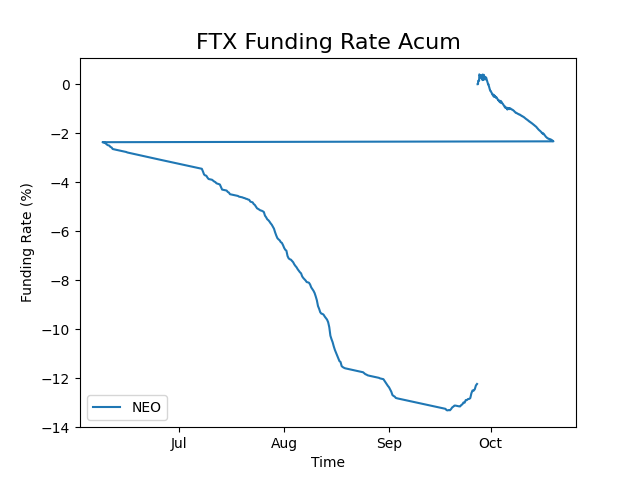 FTX Funding Rate Acum
Funding Rate (%)
0
−2
−4
−6
−8
−10
−12
−14
NEO
Jul Aug Sep Oct
Time